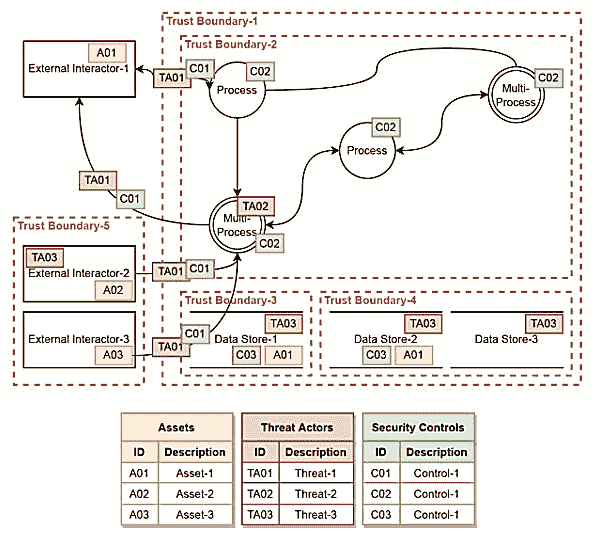 Trust Boundary-1
Trust Boundary-2
A01
External Interactor-1
TA01
C01
C02
Process
C02
Multi-
Process
C02
Process
TA01
C01
TA02
Multi-
Process
C02
Trust Boundary-5
TA03
External Interactor-2
A02
TA01
C01
External Interactor-3
A03
TA01
C01
Trust Boundary-3
TA03
Data Store-1
C03
A01
Trust Boundary-4
TA03
Data Store-2
C03
A01
TA03
Data Store-3
Assets
ID Description
A01 Asset-1
A02 Asset-2
A03 Asset-3
Threat Actors
ID Description
TA01 Threat-1
TA02 Threat-2
TA03 Threat-3
Security Controls
ID Description
C01 Control-1
C02 Control-1
C03 Control-1